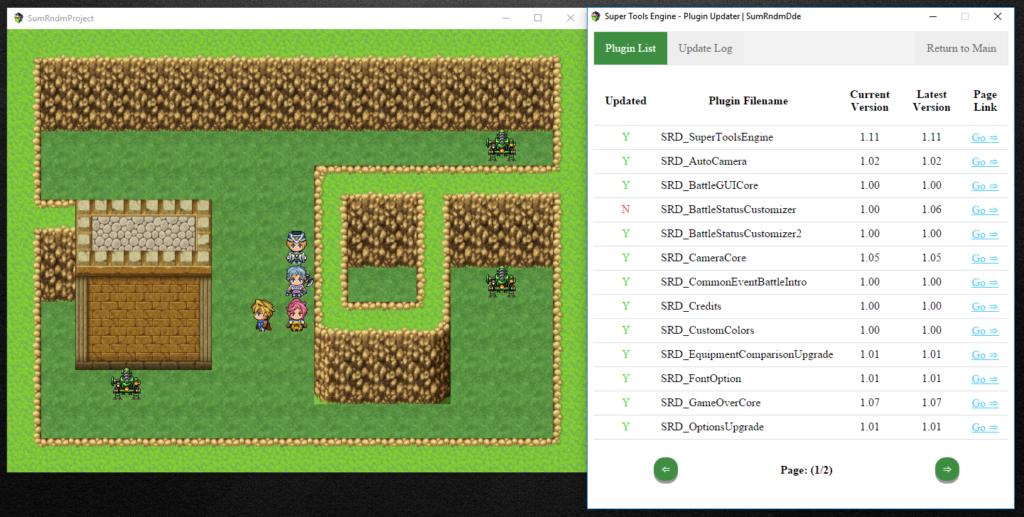 SumRndmProject
Super Tools Engine - Plugin Updater | SumRndmDde
Plugin List Update Log Return to Main
Updated Plugin Filename Current Version Latest Version Page Link
Y SRD_SuperToolsEngine 1.11 1.11 Go ⇒
Y SRD_AutoCamera 1.02 1.02 Go ⇒
Y SRD_BattleGUICore 1.00 1.00 Go ⇒
N SRD_BattleStatusCustomizer 1.00 1.06 Go ⇒
Y SRD_BattleStatusCustomizer2 1.00 1.00 Go ⇒
Y SRD_CameraCore 1.05 1.05 Go ⇒
Y SRD_CommonEventBattleIntro 1.00 1.00 Go ⇒
Y SRD_Credits 1.00 1.00 Go ⇒
Y SRD_CustomColors 1.00 1.00 Go ⇒
Y SRD_EquipmentComparisonUpgrade 1.01 1.01 Go ⇒
Y SRD_FontOption 1.01 1.01 Go ⇒
Y SRD_GameOverCore 1.07 1.07 Go ⇒
Y SRD_OptionsUpgrade 1.01 1.01 Go ⇒
⇐ Page: (1/2) ⇒